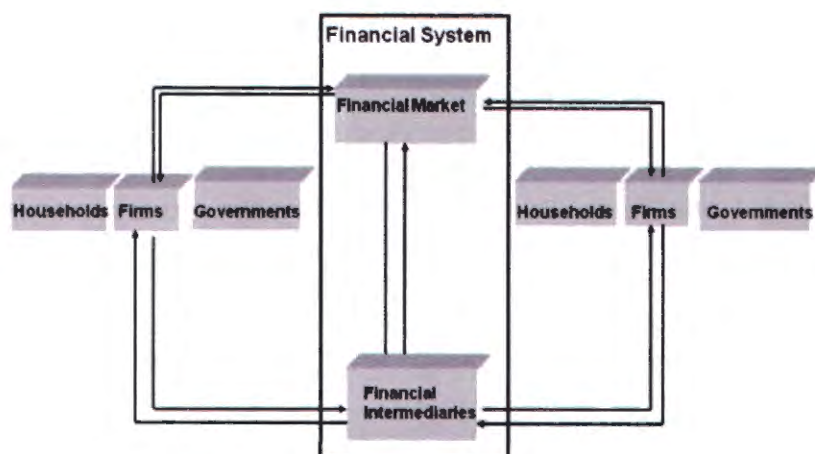 Financial System
Financial Market
Households
Firms
Governments
Households
Firms
Governments
Financial
Intermediaries